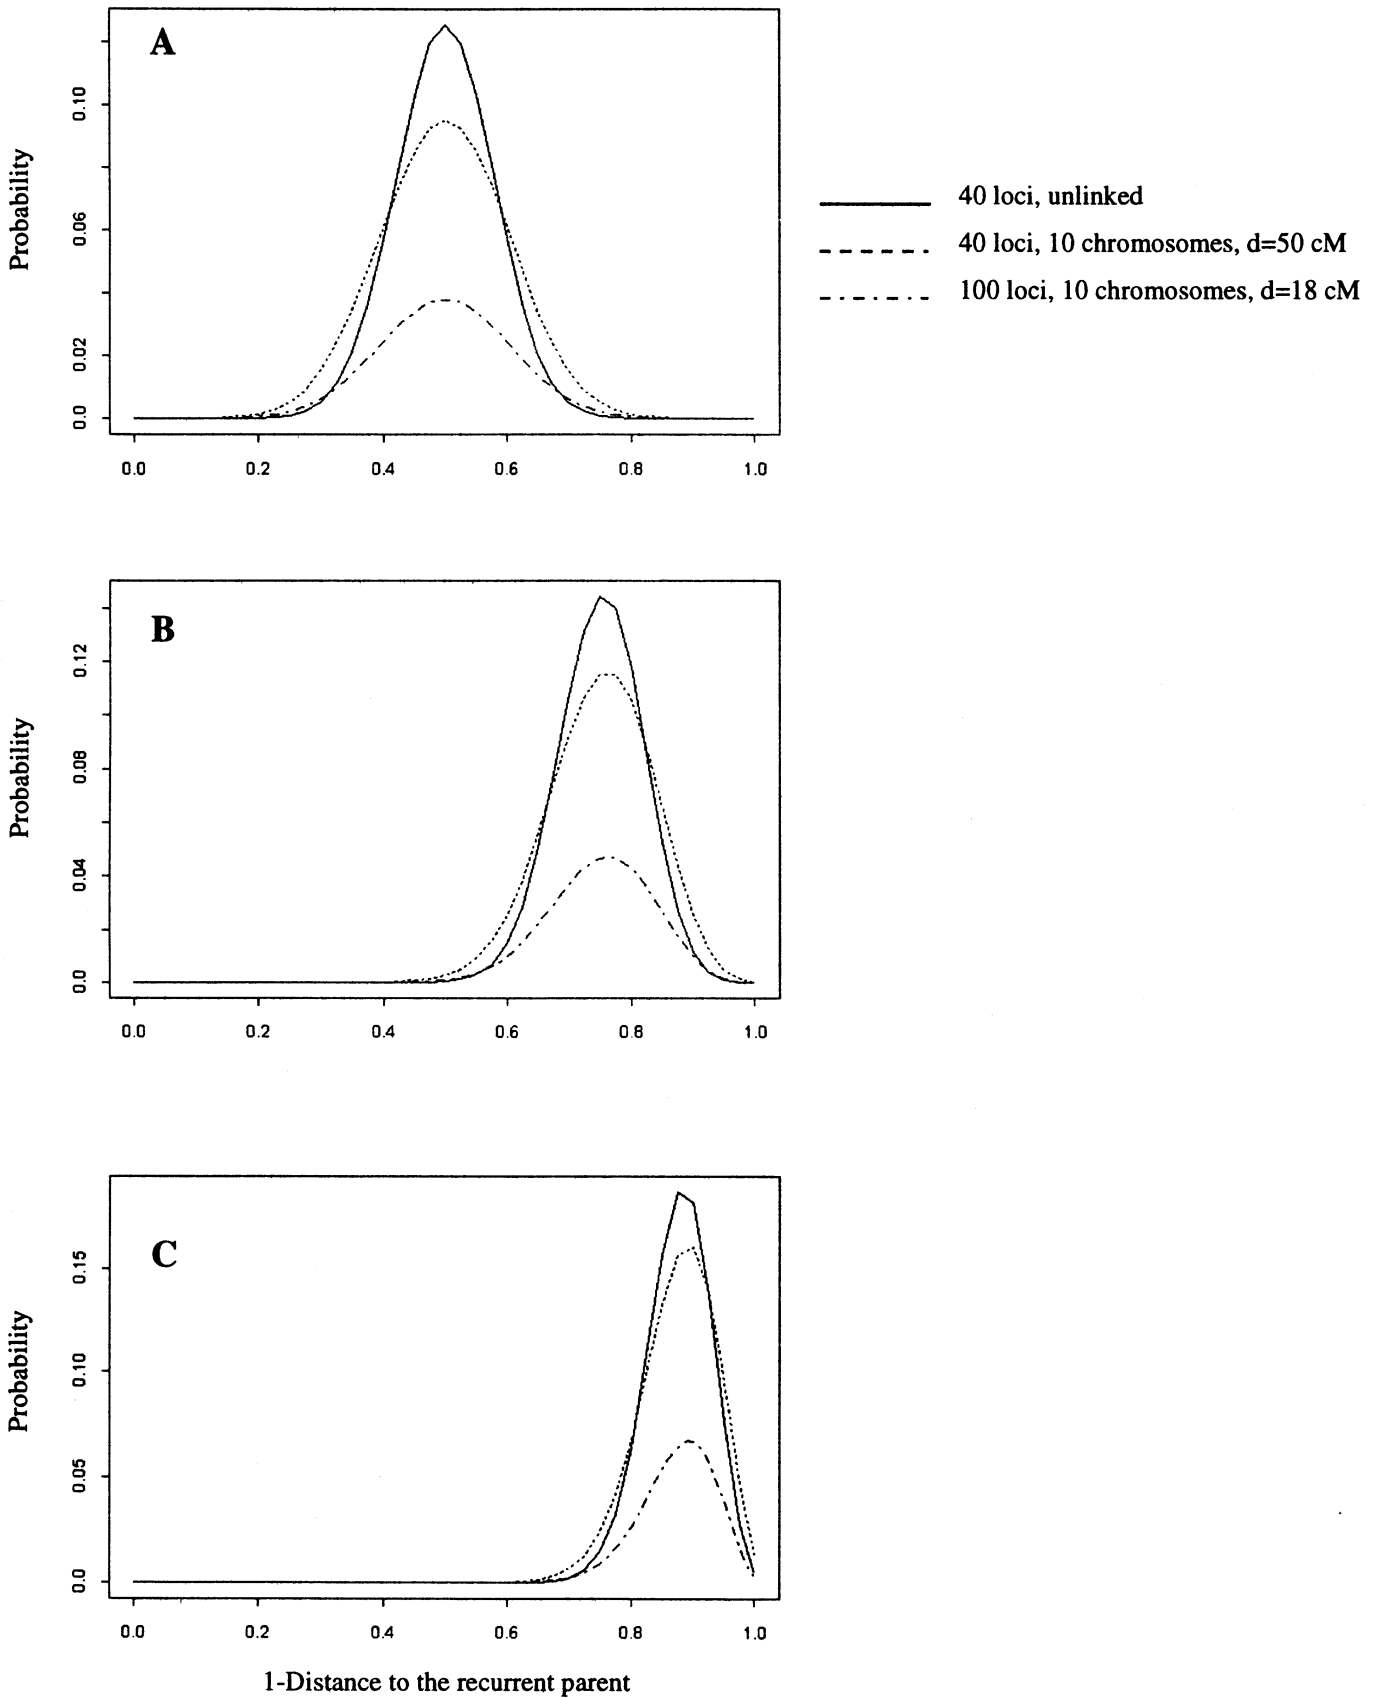 A
Probability
0.10
0.06
0.02
0.0
0.0 0.2 0.4 0.6 0.8 1.0
40 loci, unlinked
40 loci, 10 chromosomes, d=50 cM
100 loci, 10 chromosomes, d=18 cM
B
Probability
0.12
0.08
0.04
0.0
0.0 0.2 0.4 0.6 0.8 1.0
C
Probability
0.15
0.10
0.05
0.0
0.0 0.2 0.4 0.6 0.8 1.0
1-Distance to the recurrent parent